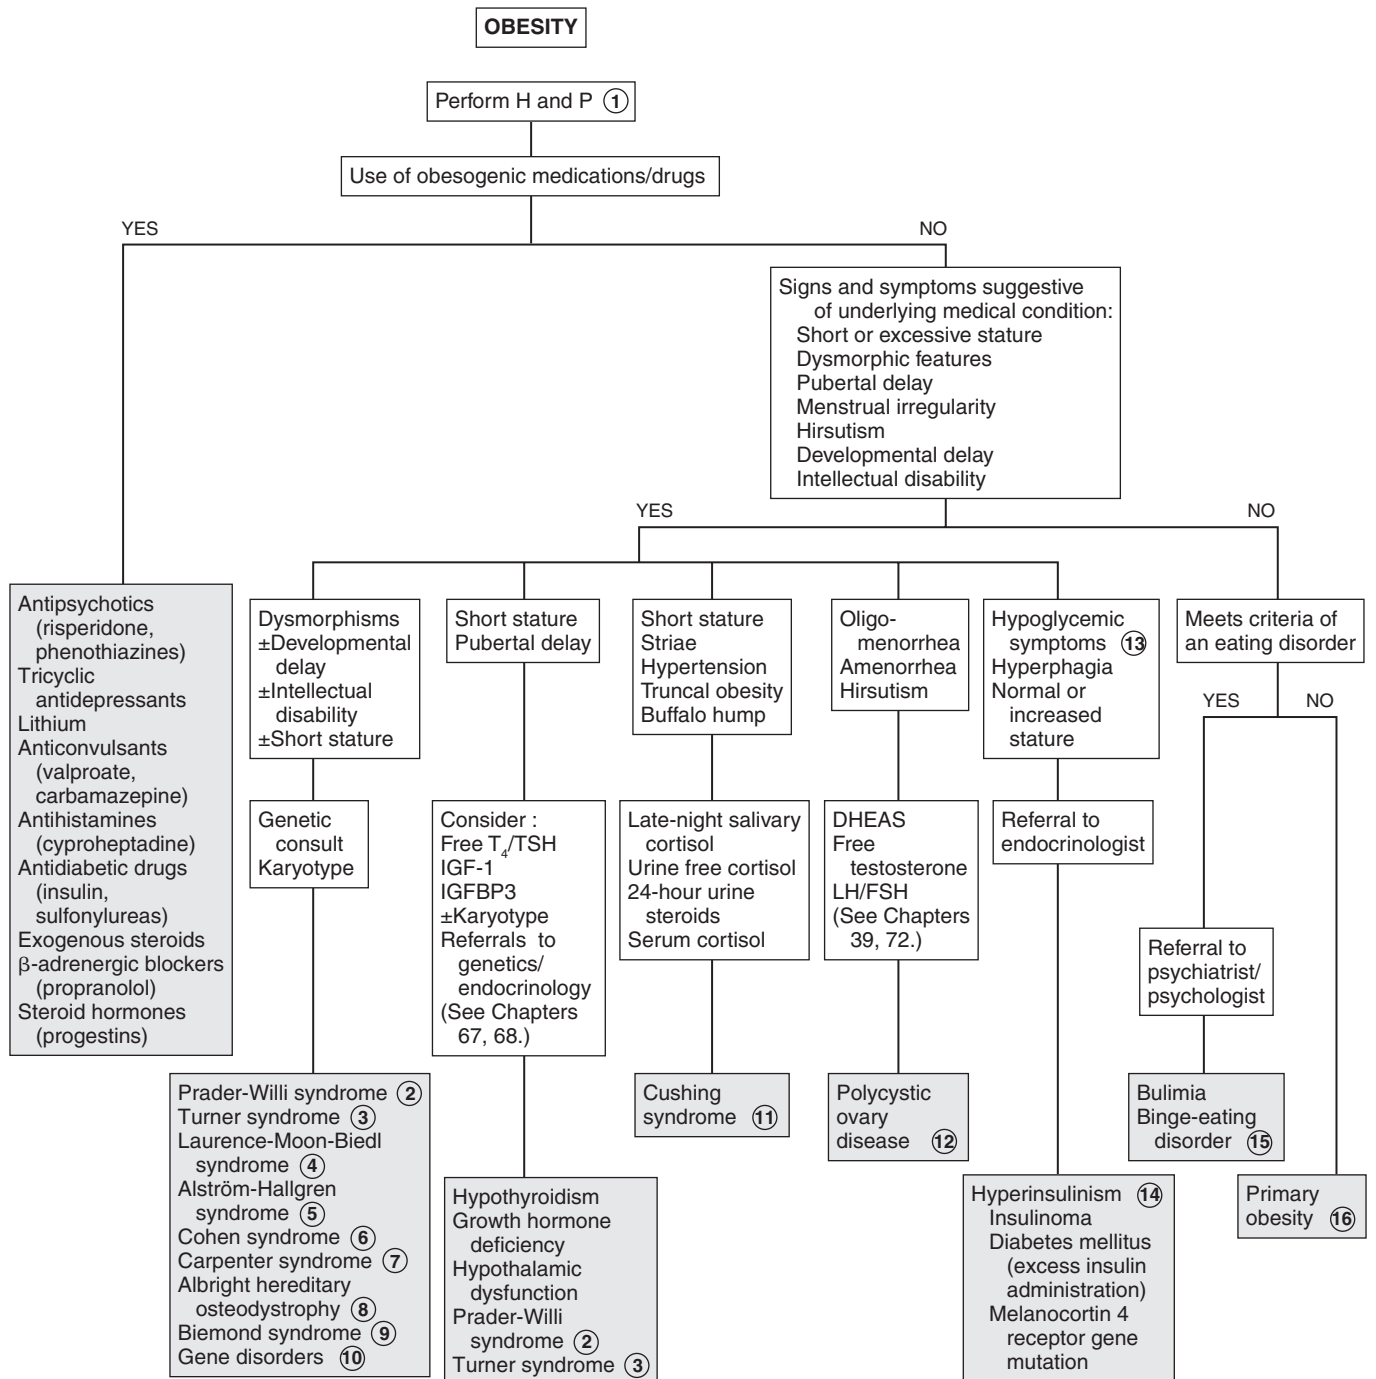 OBESITY
Perform H and P 1
Use of obesogenic medications/drugs
YES
NO
Signs and symptoms suggestive
of underlying medical condition:
Short or excessive stature
Dysmorphic features
Pubertal delay
Menstrual irregularity
Hirsutism
Developmental delay
Intellectual disability
YES
NO
Antipsychotics
(risperidone,
phenothiazines)
Tricyclic
antidepressants
Lithium
Anticonvulsants
(valproate,
carbamazepine)
Antihistamines
(cyproheptadine)
Antidiabetic drugs
(insulin,
sulfonylureas)
Exogenous steroids
β-adrenergic blockers
(propranolol)
Steroid hormones
(progestins)
Dysmorphisms
±Developmental
delay
±Intellectual
disability
±Short stature
Genetic
consult
Karyotype
Prader-Willi syndrome 2
Turner syndrome 3
Laurence-Moon-Biedl
syndrome 4
Alström-Hallgren
syndrome 5
Cohen syndrome 6
Carpenter syndrome 7
Albright hereditary
osteodystrophy 8
Biemond syndrome 9
Gene disorders 10
Short stature
Pubertal delay
Consider :
Free T4/TSH
IGF-1
IGFBP3
±Karyotype
Referrals to
genetics/
endocrinology
(See Chapters
67, 68.)
Hypothyroidism
Growth hormone
deficiency
Hypothalamic
dysfunction
Prader-Willi
syndrome 2
Turner syndrome 3
Short stature
Striae
Hypertension
Truncal obesity
Buffalo hump
Late-night salivary
cortisol
Urine free cortisol
24-hour urine
steroids
Serum cortisol
Cushing
syndrome 11
Oligo-
menorrhea
Amenorrhea
Hirsutism
DHEAS
Free
testosterone
LH/FSH
(See Chapters
39, 72.)
Polycystic
ovary
disease 12
Hypoglycemic
symptoms 13
Hyperphagia
Normal or
increased
stature
Referral to
endocrinologist
Hyperinsulinism 14
Insulinoma
Diabetes mellitus
(excess insulin
administration)
Melanocortin 4
receptor gene
mutation
Meets criteria of
an eating disorder
YES
NO
Referral to
psychiatrist/
psychologist
Bulimia
Binge-eating
disorder 15
Primary
obesity 16